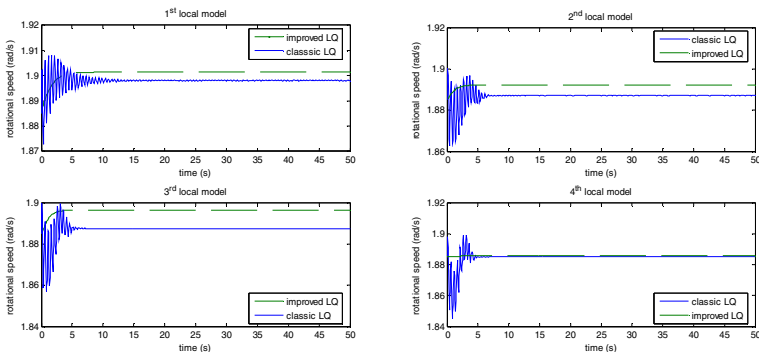 1st local model
1.92
1.91
1.9
1.89
1.88
1.87
rotational speed (rad/s)
improved LQ
classsic LQ
0 5 10 15 20 25 30 35 40 45 50
time (s)
2nd local model
1.92
1.9
1.88
1.86
rotational speed (rad/s)
classic LQ
improved LQ
0 5 10 15 20 25 30 35 40 45 50
time (s)
3rd local model
1.9
1.88
1.86
1.84
rotational speed (rad/s)
improved LQ
classic LQ
0 5 10 15 20 25 30 35 40 45 50
time (s)
4th local model
1.92
1.9
1.88
1.86
1.84
rotational speed (rad/s)
classic LQ
improved LQ
0 5 10 15 20 25 30 35 40 45 50
time (s)